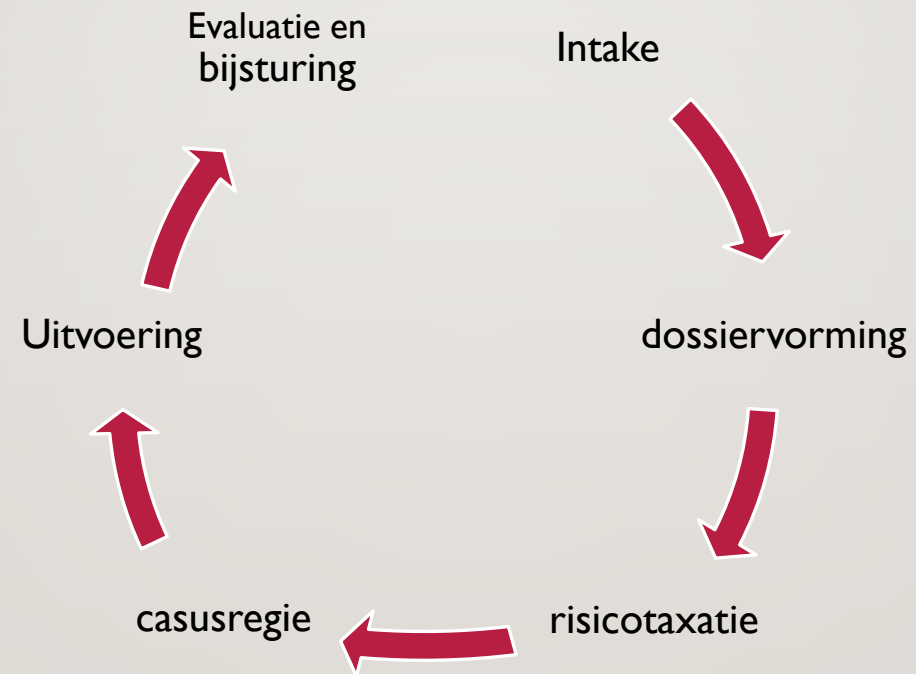 Evaluatie en
bijsturing
Intake
dossiervorming
risicotaxatie
casusregie
Uitvoering